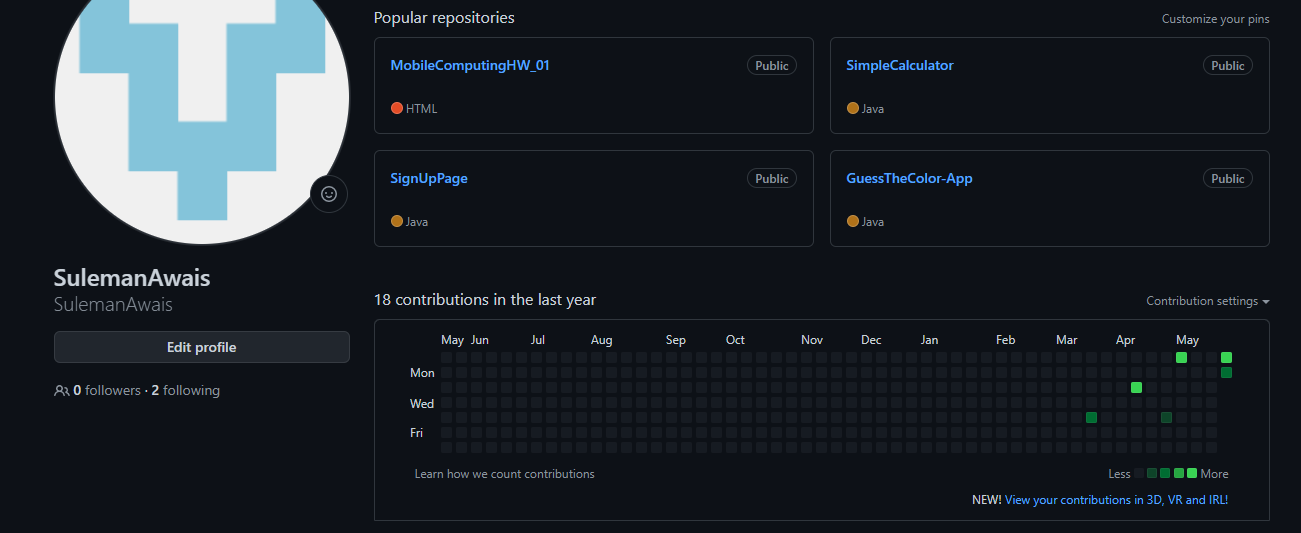 Popular repositories
Customize your pins
MobileComputingHW_01
Public
HTML
SimpleCalculator
Public
Java
SignUpPage
Public
Java
GuessTheColor-App
Public
Java
SulemanAwais
SulemanAwais
Edit profile
0 followers · 2 following
18 contributions in the last year
Contribution settings
May Jun Jul Aug Sep Oct Nov Dec Jan Feb Mar Apr May
Mon
Wed
Fri
Learn how we count contributions
Less More
NEW! View your contributions in 3D, VR and IRL!